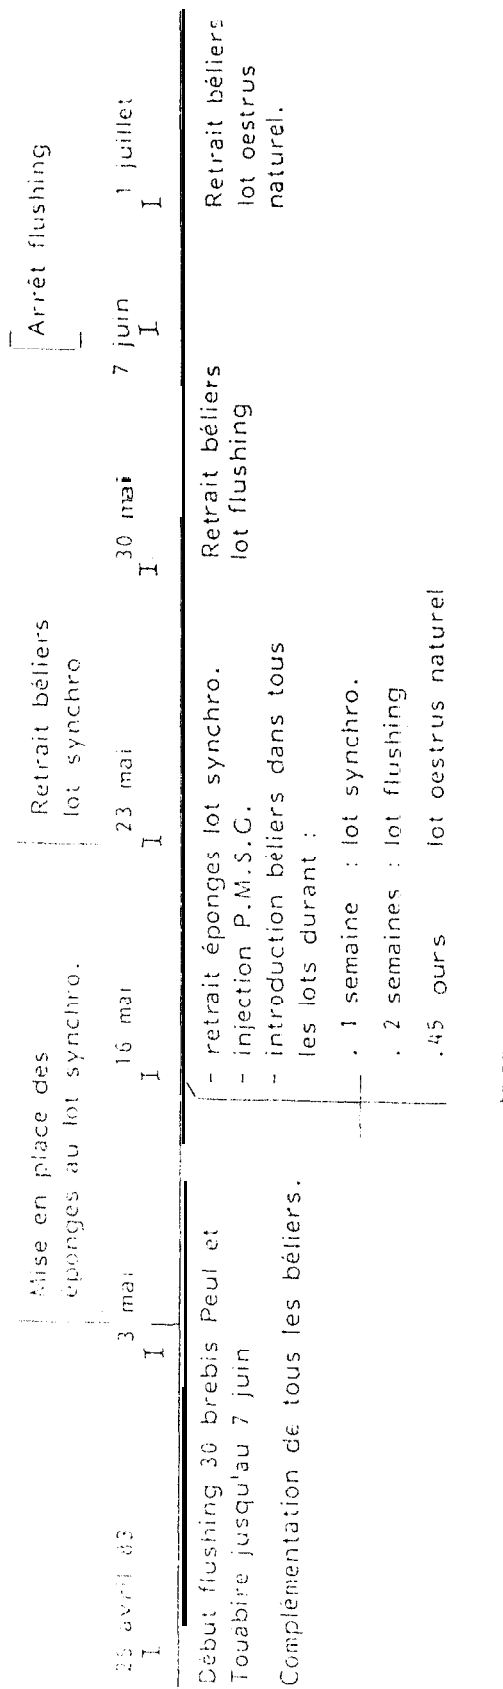 Mise en place des
éponges au lot synchro.
Retrait béliers
lot synchro
Arrêt flushing
avril 83
3 mai
16 mai
23 mai
30 mai
7 juin
1 juillet
Début flushing 30 brebis Peul et
Touabire jusqu'au 7 juin
Complémentation de tous les béliers.
- retrait éponges lot synchro.
- injection P.M.S.G.
- introduction béliers dans tous
les lots durant :
. 1 semaine : lot synchro.
. 2 semaines : lot flushing
.45 ours lot oestrus naturel
Retrait béliers
lot flushing
Retrait béliers
lot oestrus
naturel.